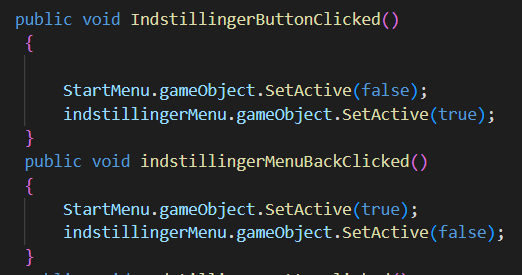 public void IndstillingerButtonClicked()
{
StartMenu.gameObject.SetActive(false);
indstillingerMenu.gameObject.SetActive(true);
}
public void indstillingerMenuBackClicked()
{
StartMenu.gameObject.SetActive(true);
indstillingerMenu.gameObject.SetActive(false);
}